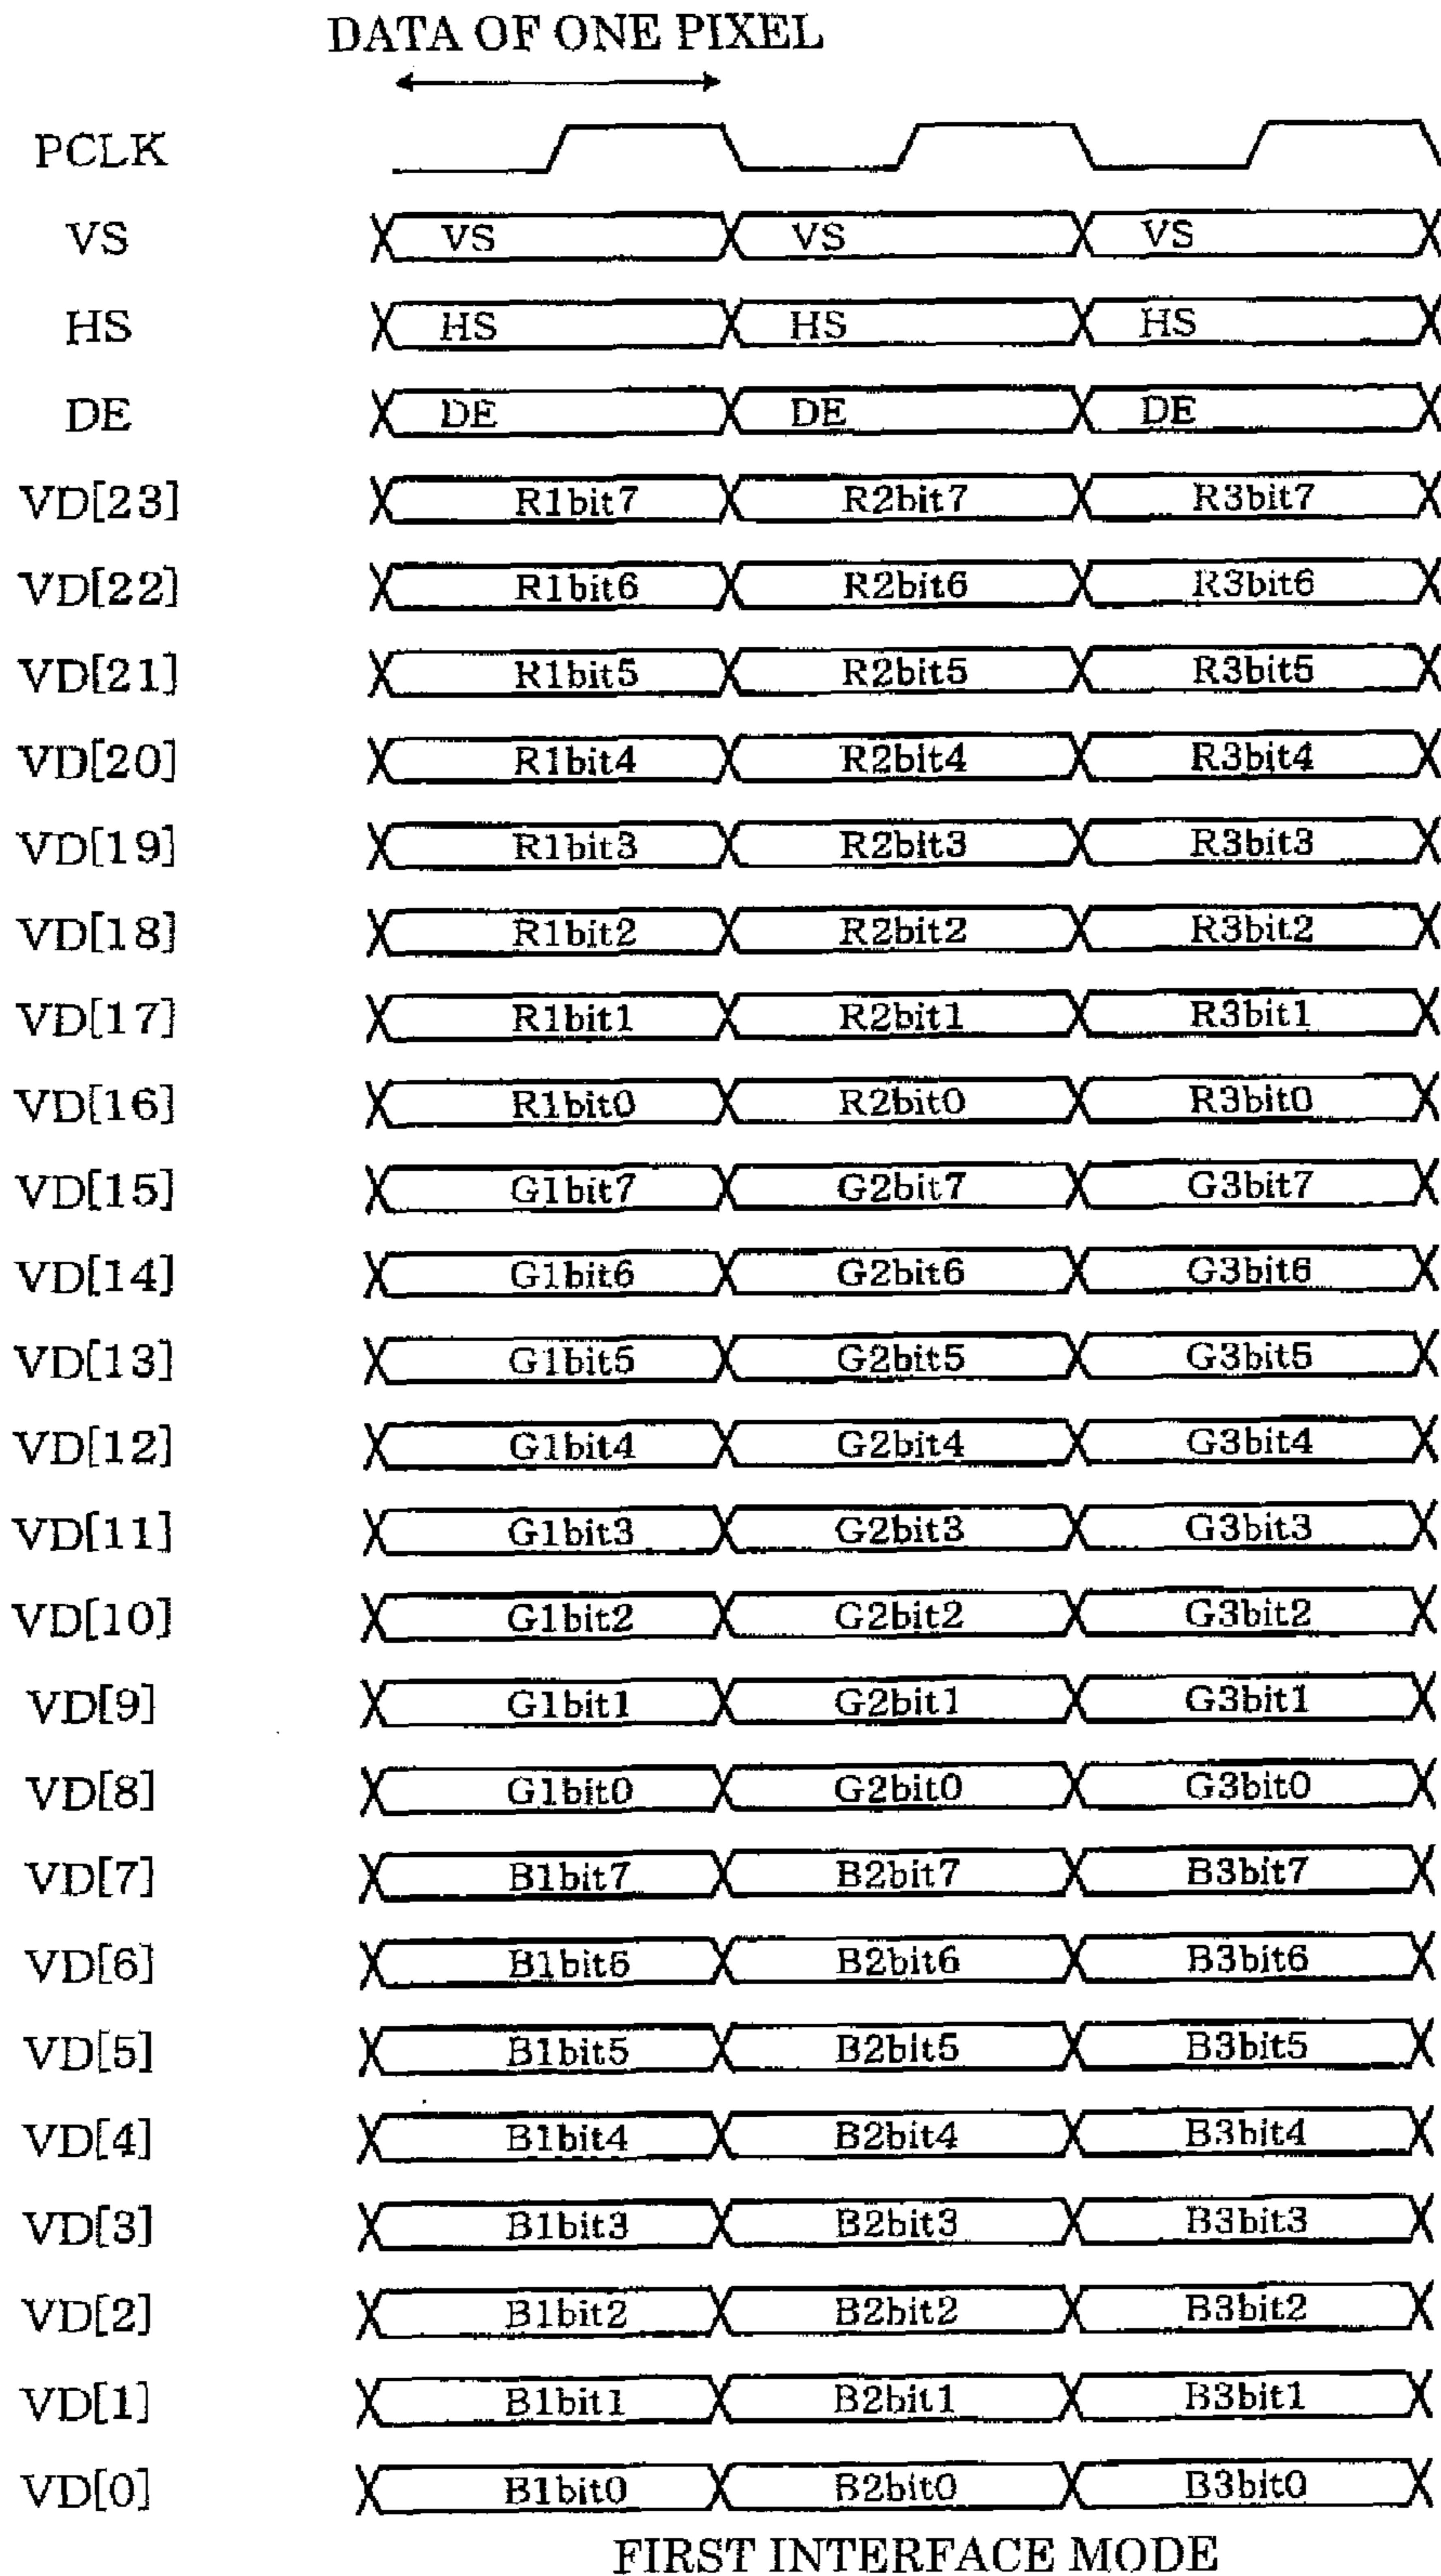 DATA OF ONE PIXEL
PCLK
VS VS VS VS
HS HS HS HS
DE DE DE DE
VD[23] R1bit7 R2bit7 R3bit7
VD[22] R1bit6 R2bit6 R3bit6
VD[21] R1bit5 R2bit5 R3bit5
VD[20] R1bit4 R2bit4 R3bit4
VD[19] R1bit3 R2bit3 R3bit3
VD[18] R1bit2 R2bit2 R3bit2
VD[17] R1bit1 R2bit1 R3bit1
VD[16] R1bit0 R2bit0 R3bit0
VD[15] G1bit7 G2bit7 G3bit7
VD[14] G1bit6 G2bit6 G3bit6
VD[13] G1bit5 G2bit5 G3bit5
VD[12] G1bit4 G2bit4 G3bit4
VD[11] G1bit3 G2bit3 G3bit3
VD[10] G1bit2 G2bit2 G3bit2
VD[9] G1bit1 G2bit1 G3bit1
VD[8] G1bit0 G2bit0 G3bit0
VD[7] B1bit7 B2bit7 B3bit7
VD[6] B1bit6 B2bit6 B3bit6
VD[5] B1bit5 B2bit5 B3bit5
VD[4] B1bit4 B2bit4 B3bit4
VD[3] B1bit3 B2bit3 B3bit3
VD[2] B1bit2 B2bit2 B3bit2
VD[1] B1bit1 B2bit1 B3bit1
VD[0] B1bit0 B2bit0 B3bit0
FIRST INTERFACE MODE